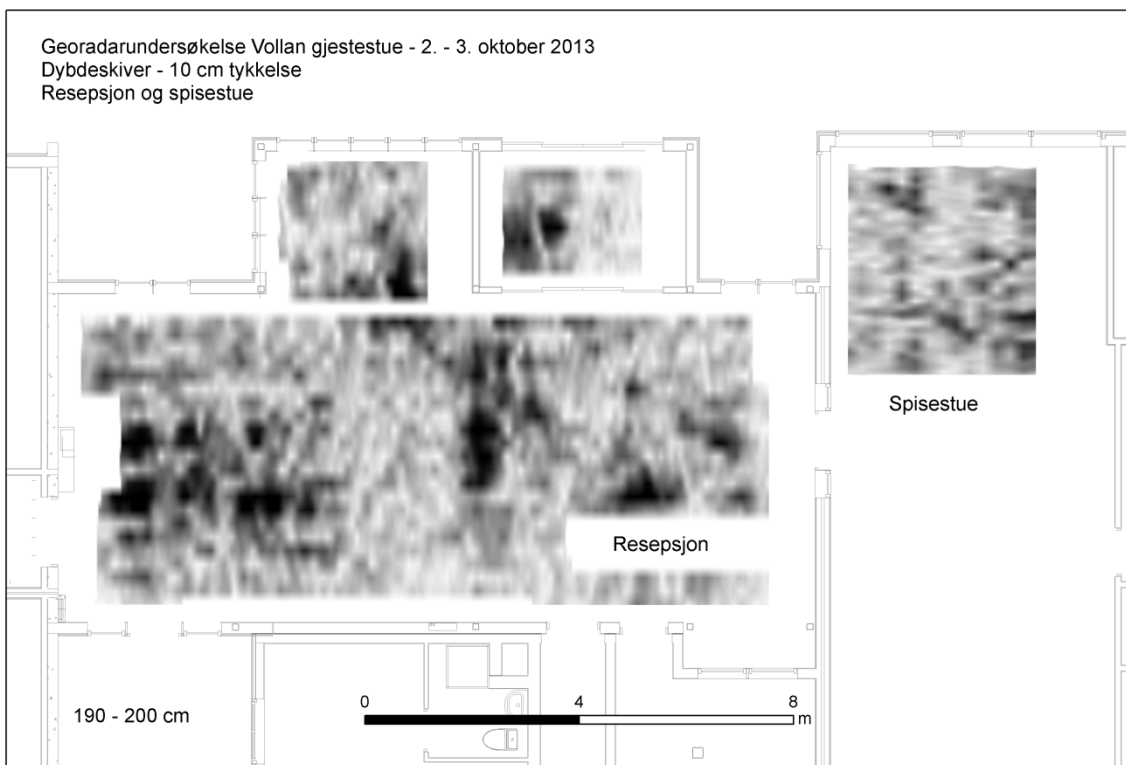 Georadarundersøkelse Vollan gjestestue - 2. - 3. oktober 2013
Dybdeskiver - 10 cm tykkelse
Resepsjon og spisestue
Spisestue
Resepsjon
190 - 200 cm
0 4 8
m